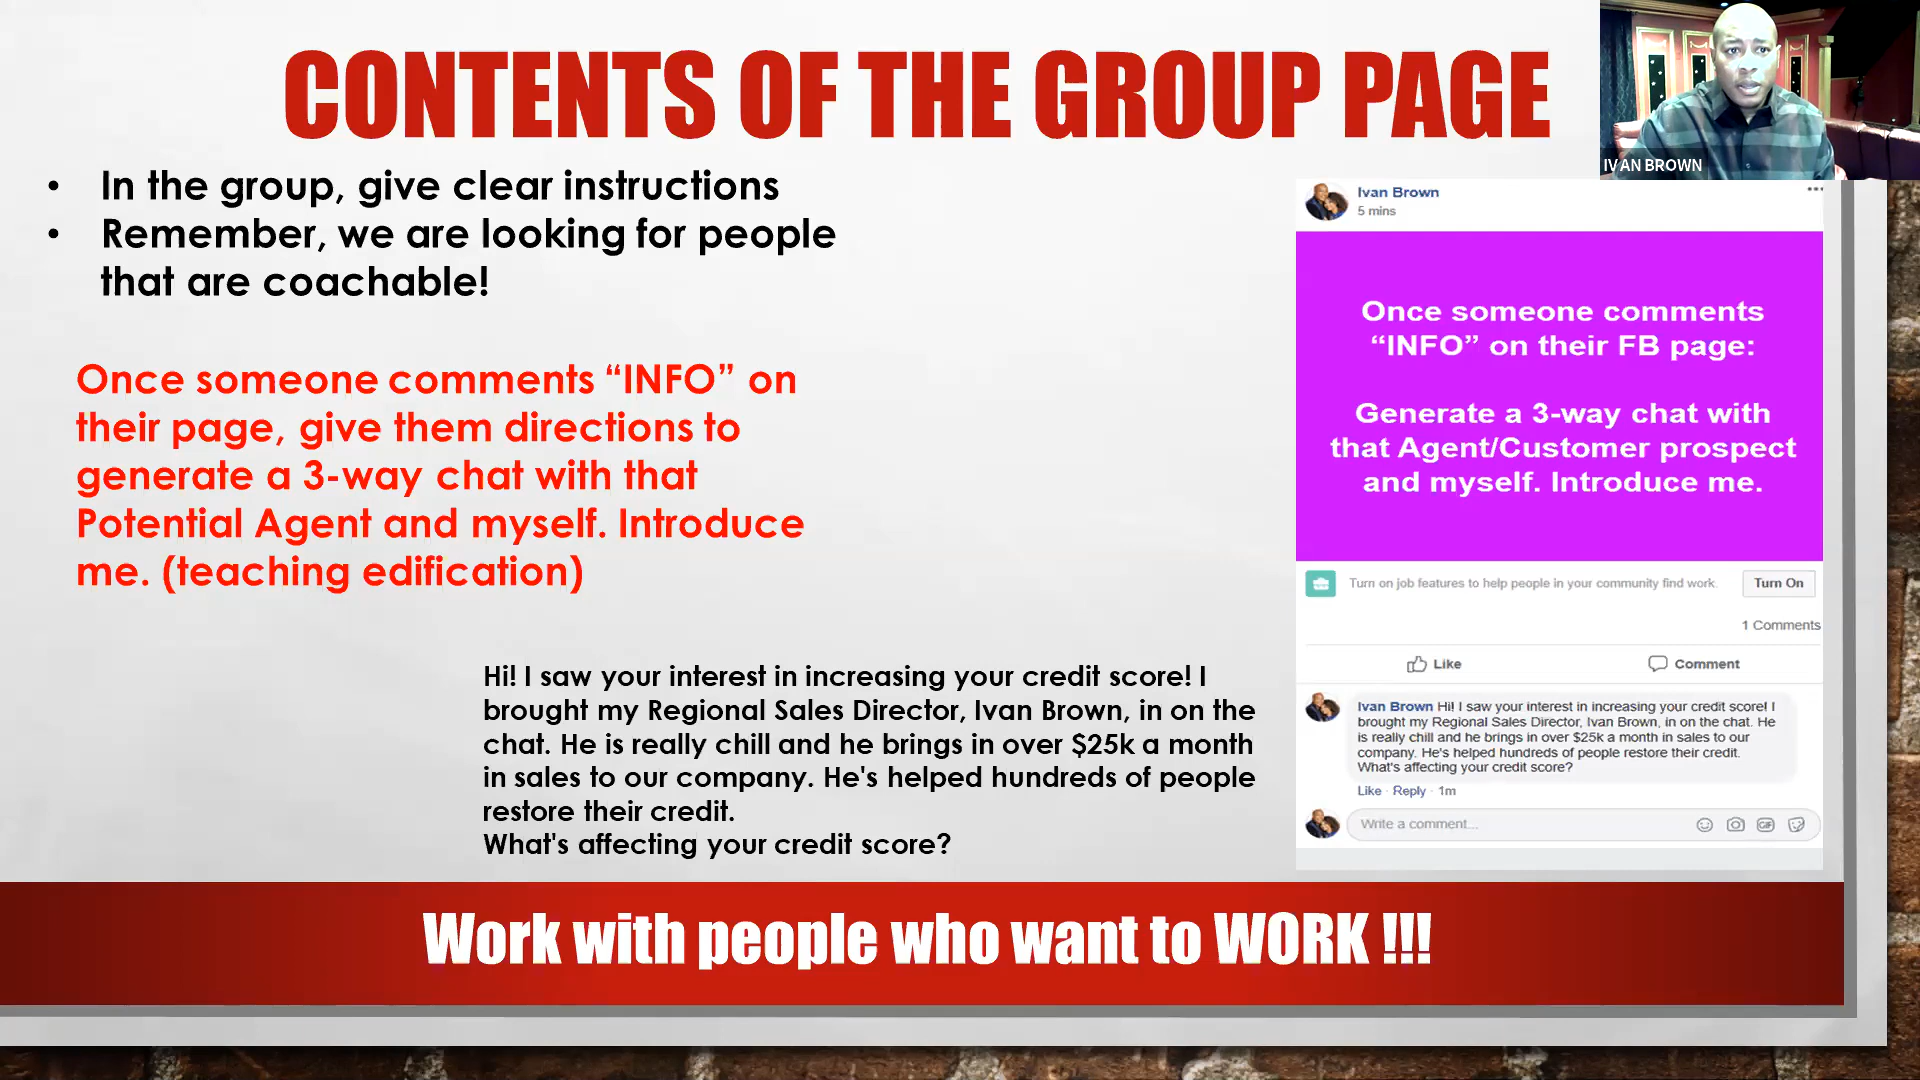 CONTENTS OF THE GROUP PAGE
IVAN BROWN
• In the group, give clear instructions
• Remember, we are looking for people
that are coachable!
Once someone comments “INFO” on
their page, give them directions to
generate a 3-way chat with that
Potential Agent and myself. Introduce
me. (teaching edification)
Hi! I saw your interest in increasing your credit score! I
brought my Regional Sales Director, Ivan Brown, in on the
chat. He is really chill and he brings in over $25k a month
in sales to our company. He's helped hundreds of people
restore their credit.
What's affecting your credit score?
Ivan Brown
5 mins
Once someone comments
“INFO” on their FB page:
Generate a 3-way chat with
that Agent/Customer prospect
and myself. Introduce me.
Turn on job features to help people in your community find work.
Turn On
1 Comments
Like
Comment
Ivan Brown Hi! I saw your interest in increasing your credit score! I
brought my Regional Sales Director, Ivan Brown, in on the chat. He
is really chill and he brings in over $25k a month in sales to our
company. He's helped hundreds of people restore their credit.
What's affecting your credit score?
Like · Reply · 1m
Write a comment...
GIF
Work with people who want to WORK !!!